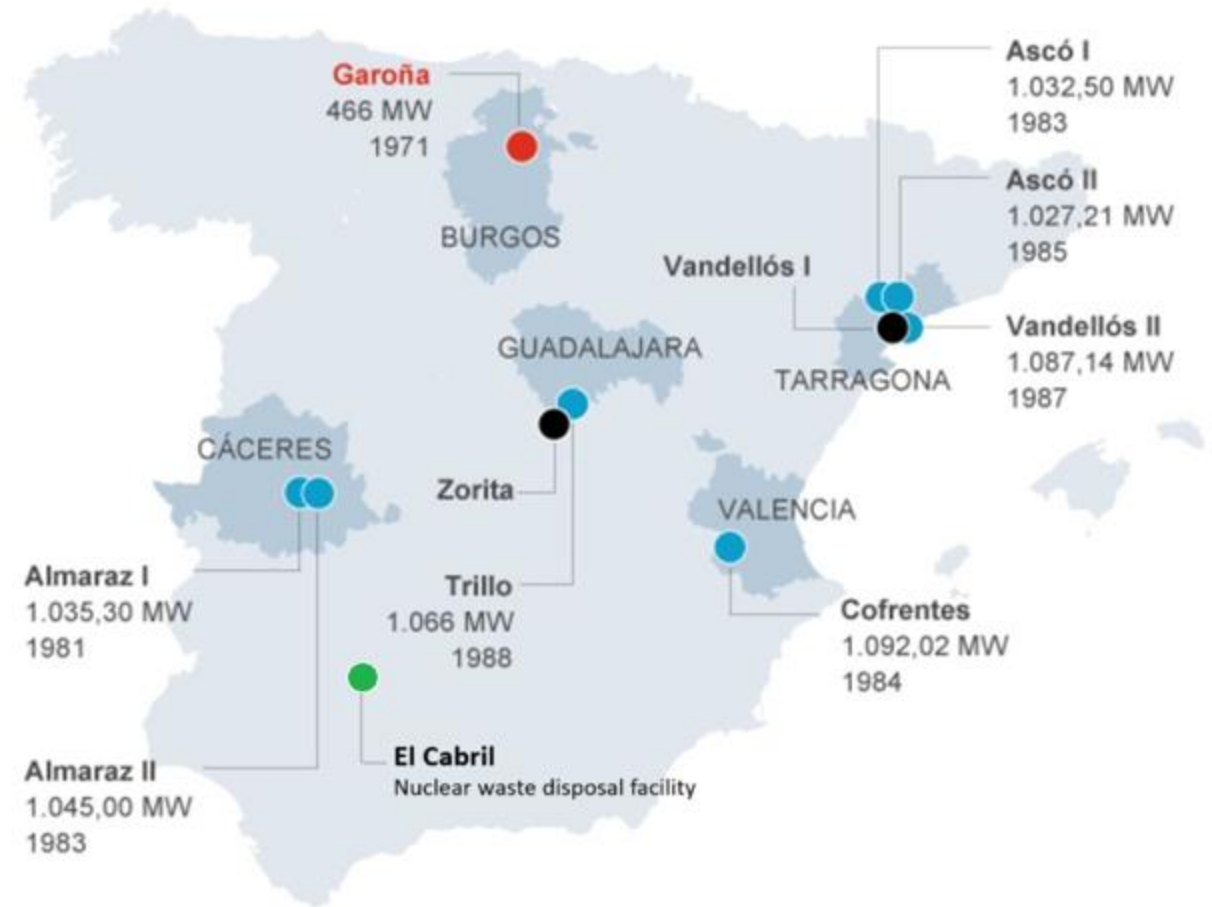 Garoña
466 MW
1971
BURGOS
Ascó I
1.032,50 MW
1983
Ascó II
1.027,21 MW
1985
Vandellós I
Vandellós II
1.087,14 MW
1987
TARRAGONA
GUADALAJARA
CÁCERES
Zorita
VALENCIA
Almaraz I
1.035,30 MW
1981
Trillo
1.066 MW
1988
Cofrentes
1.092,02 MW
1984
El Cabril
Nuclear waste disposal facility
Almaraz II
1.045,00 MW
1983